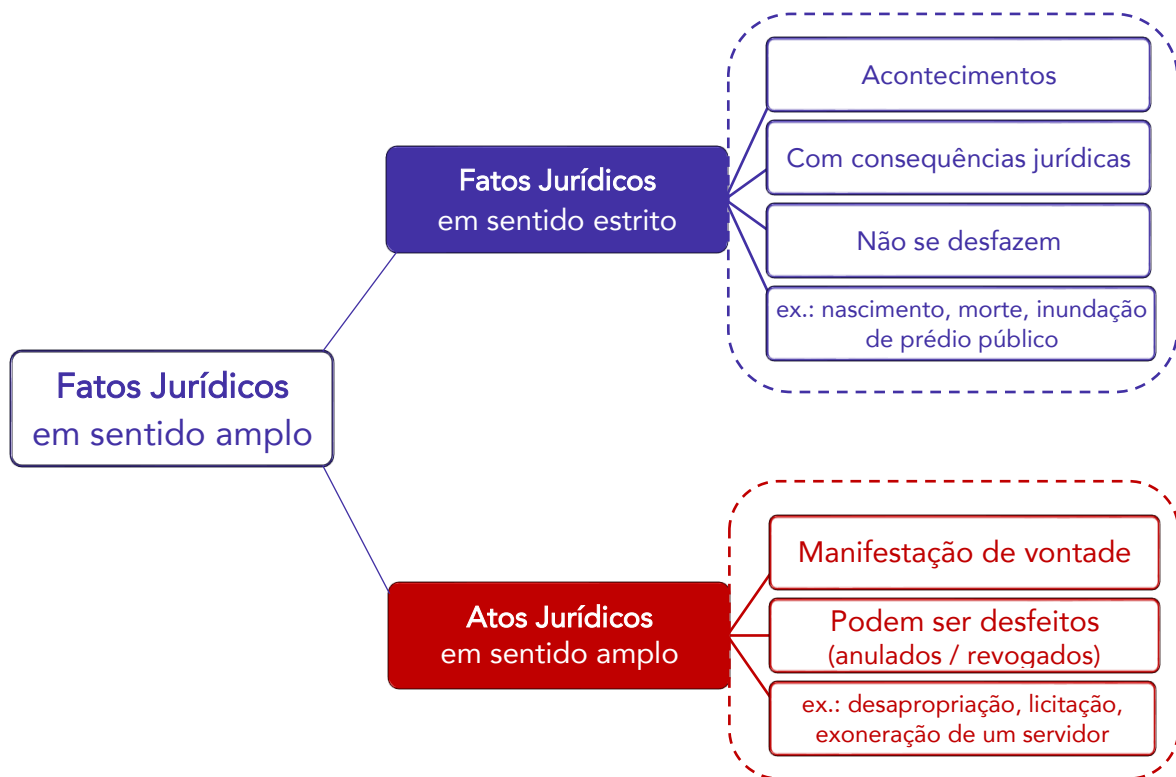 Fatos Jurídicos
em sentido amplo
Fatos Jurídicos
em sentido estrito
Acontecimentos
Com consequências jurídicas
Não se desfazem
ex.: nascimento, morte, inundação
de prédio público
Atos Jurídicos
em sentido amplo
Manifestação de vontade
Podem ser desfeitos
(anulados / revogados)
ex.: desapropriação, licitação,
exoneração de um servidor